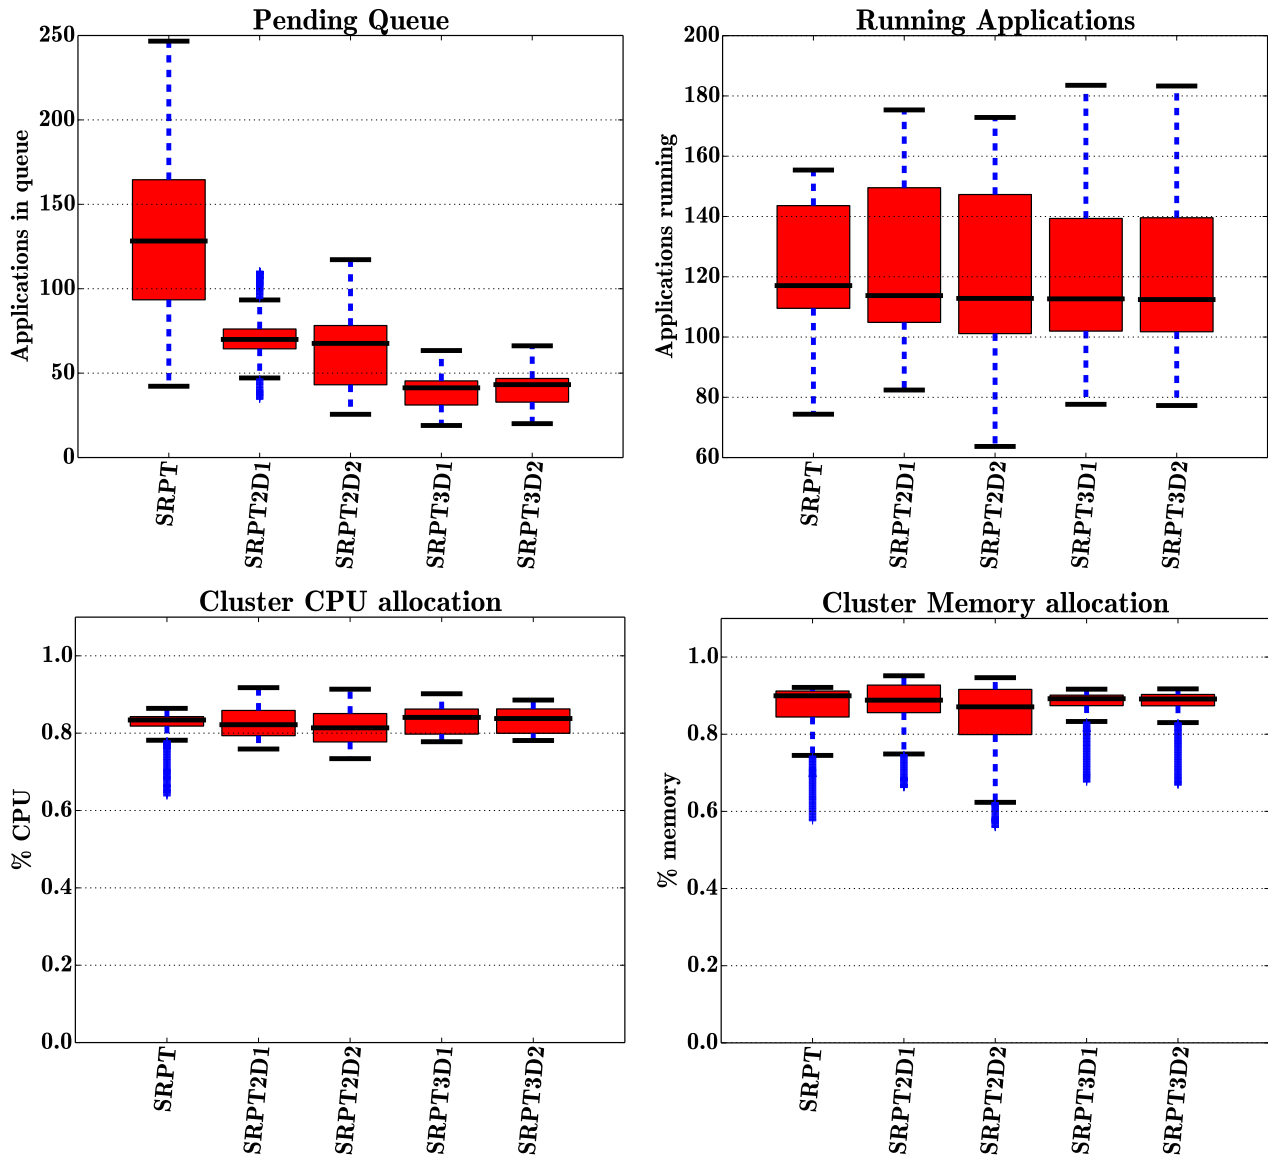 Pending Queue
Applications in queue
250
200
150
100
50
0
SRPT
SRPT2D1
SRPT2D2
SRPT3D1
SRPT3D2
Running Applications
Applications running
200
180
160
140
120
100
80
60
SRPT
SRPT2D1
SRPT2D2
SRPT3D1
SRPT3D2
Cluster CPU allocation
% CPU
1.0
0.8
0.6
0.4
0.2
0.0
SRPT
SRPT2D1
SRPT2D2
SRPT3D1
SRPT3D2
Cluster Memory allocation
% memory
1.0
0.8
0.6
0.4
0.2
0.0
SRPT
SRPT2D1
SRPT2D2
SRPT3D1
SRPT3D2